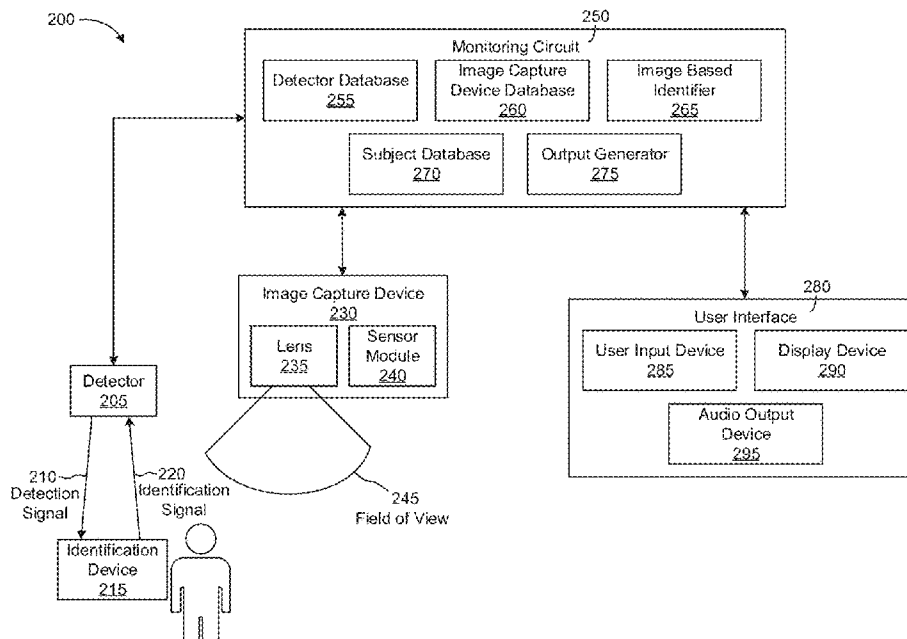 200
250
Monitoring Circuit
Detector Database
255
Image Capture
Device Database
260
Image Based
Identifier
265
Subject Database
270
Output Generator
275
Image Capture Device
230
Lens
235
Sensor
Module
240
280
User Interface
User Input Device
285
Display Device
290
Audio Output
Device
295
Detector
205
210
Detection
Signal
220
Identification
Signal
245
Field of View
Identification
Device
215